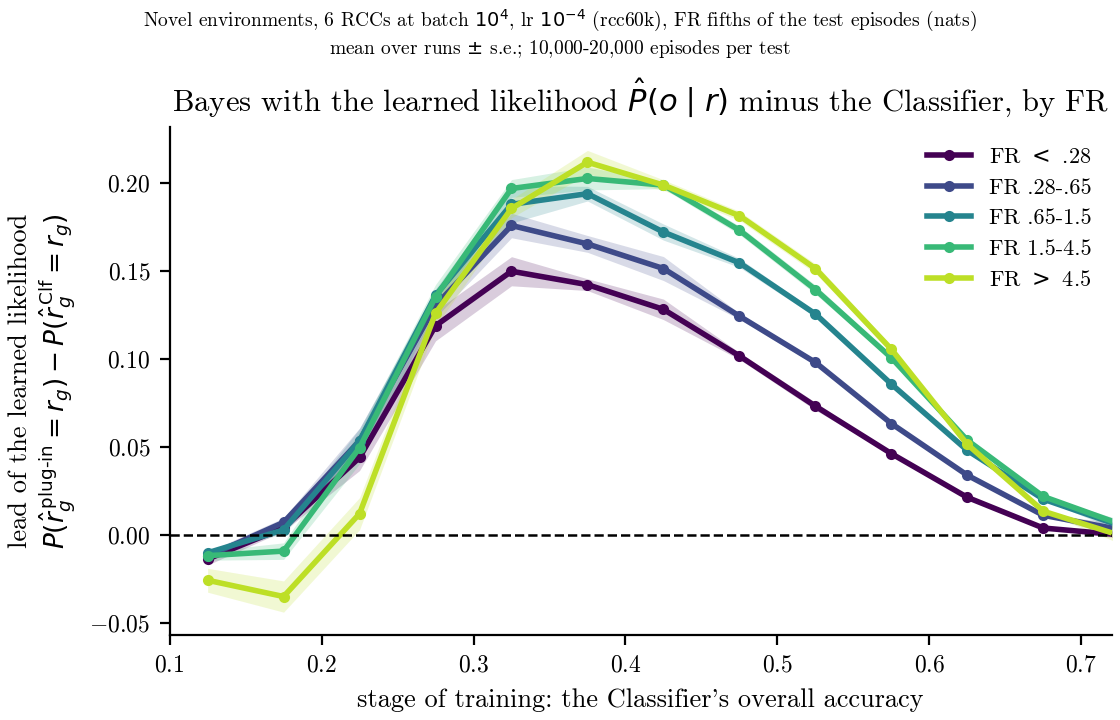 Novel environments, 6 RCCs at batch 10⁴, lr 10⁻⁴ (rcc60k), FR fifths of the test episodes (nats)
mean over runs ± s.e.; 10,000-20,000 episodes per test
Bayes with the learned likelihood P̂(o | r) minus the Classifier, by FR
lead of the learned likelihood
P(r̂_g^plug-in = r_g) − P(r̂_g^Clf = r_g)
0.20
0.15
0.10
0.05
0.00
−0.05
FR < .28
FR .28-.65
FR .65-1.5
FR 1.5-4.5
FR > 4.5
0.1 0.2 0.3 0.4 0.5 0.6 0.7
stage of training: the Classifier's overall accuracy